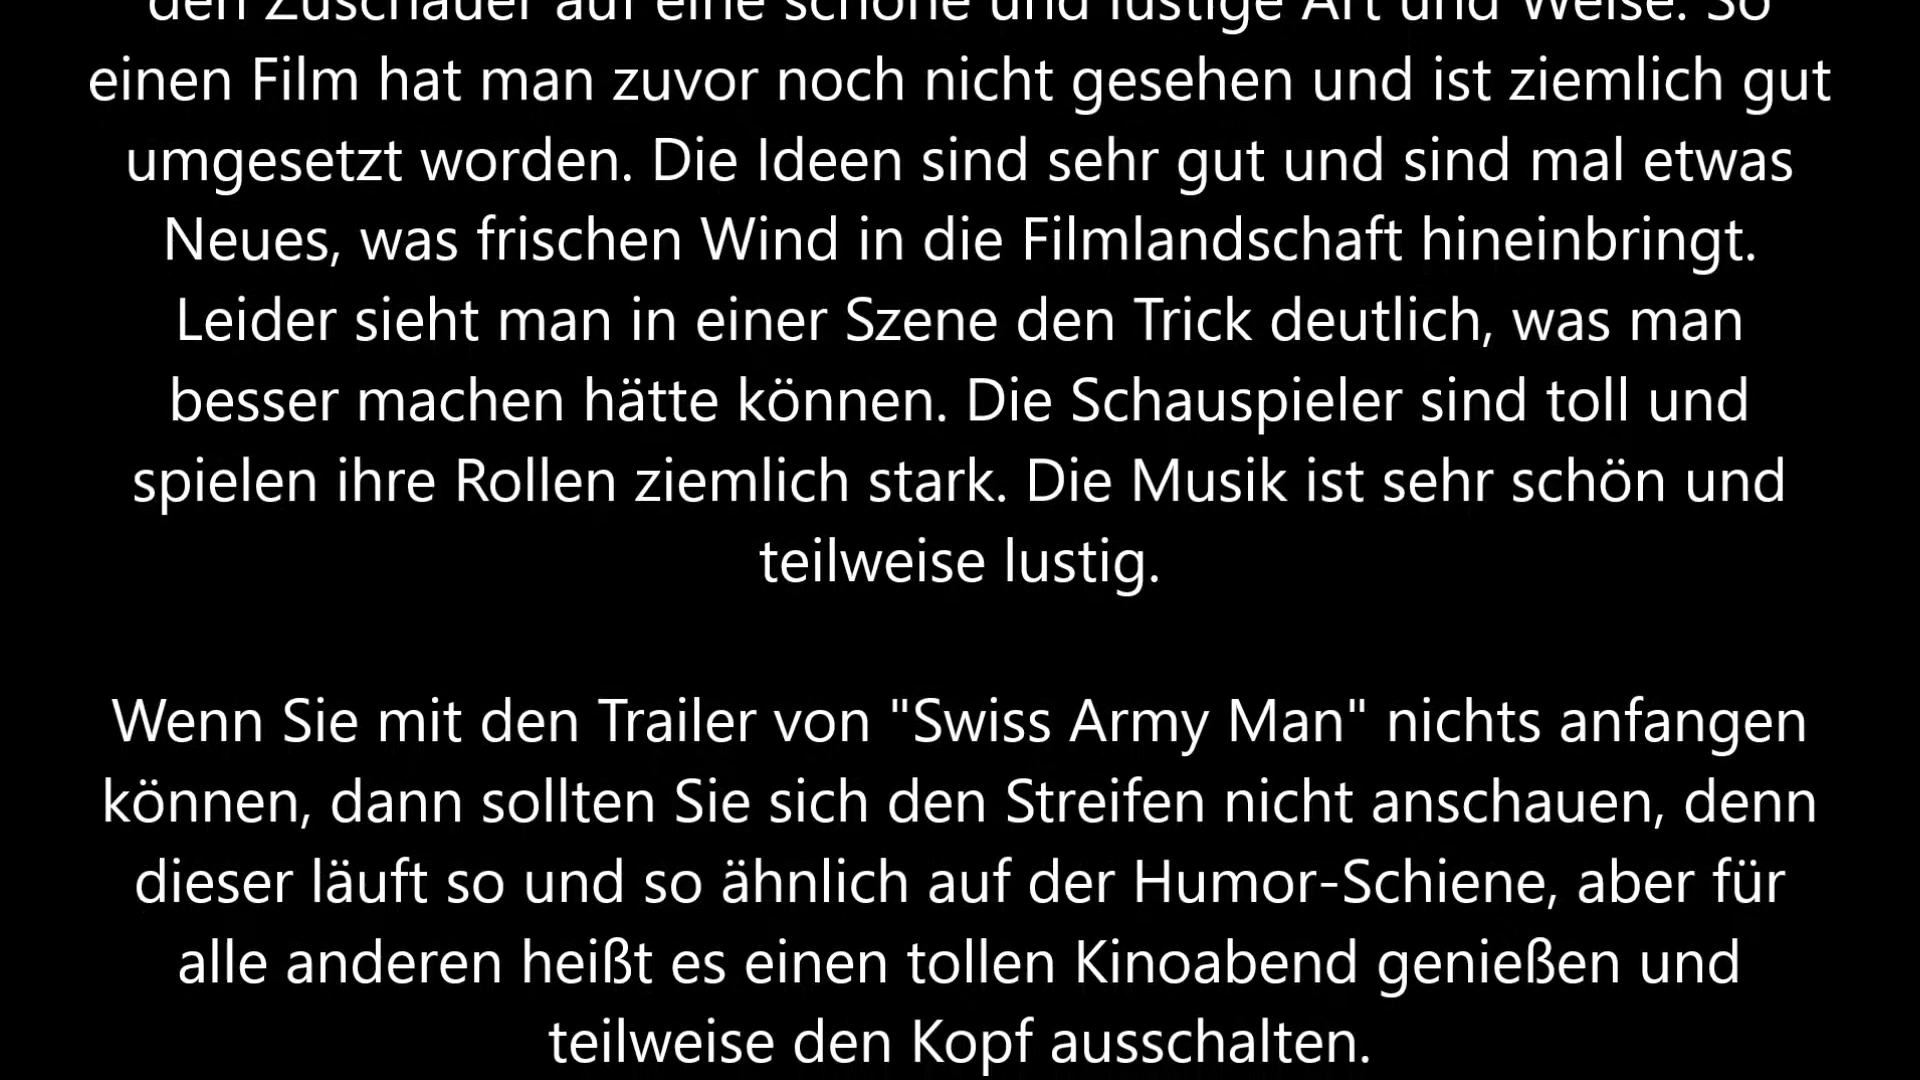 den Zuschauer auf eine schöne und lustige Art und Weise. So
einen Film hat man zuvor noch nicht gesehen und ist ziemlich gut
umgesetzt worden. Die Ideen sind sehr gut und sind mal etwas
Neues, was frischen Wind in die Filmlandschaft hineinbringt.
Leider sieht man in einer Szene den Trick deutlich, was man
besser machen hätte können. Die Schauspieler sind toll und
spielen ihre Rollen ziemlich stark. Die Musik ist sehr schön und
teilweise lustig.
Wenn Sie mit den Trailer von "Swiss Army Man" nichts anfangen
können, dann sollten Sie sich den Streifen nicht anschauen, denn
dieser läuft so und so ähnlich auf der Humor-Schiene, aber für
alle anderen heißt es einen tollen Kinoabend genießen und
teilweise den Kopf ausschalten.